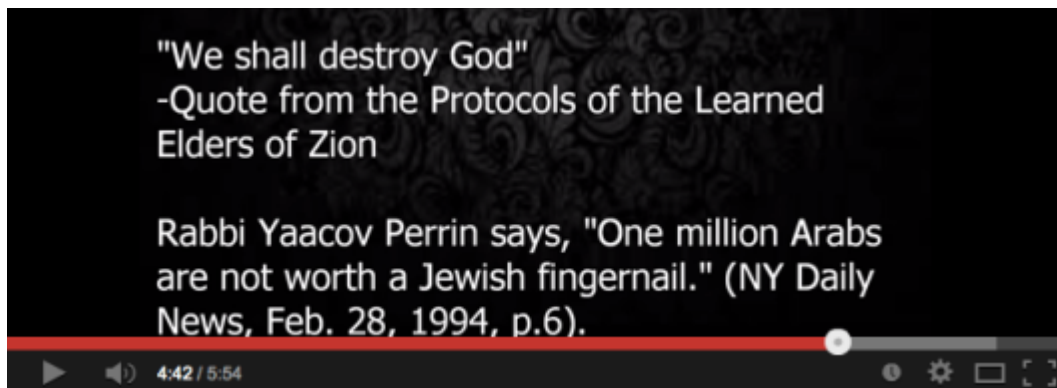 "We shall destroy God"
-Quote from the Protocols of the Learned
Elders of Zion
Rabbi Yaacov Perrin says, "One million Arabs
are not worth a Jewish fingernail." (NY Daily
News, Feb. 28, 1994, p.6).
4:42 / 5:54